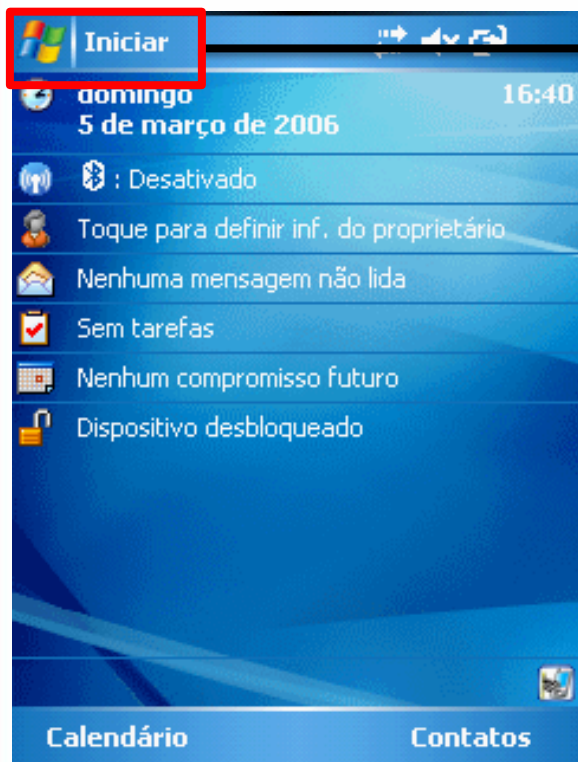 Iniciar
domingo 16:40
5 de março de 2006
: Desativado
Toque para definir inf. do proprietário
Nenhuma mensagem não lida
Sem tarefas
Nenhum compromisso futuro
Dispositivo desbloqueado
Calendário Contatos